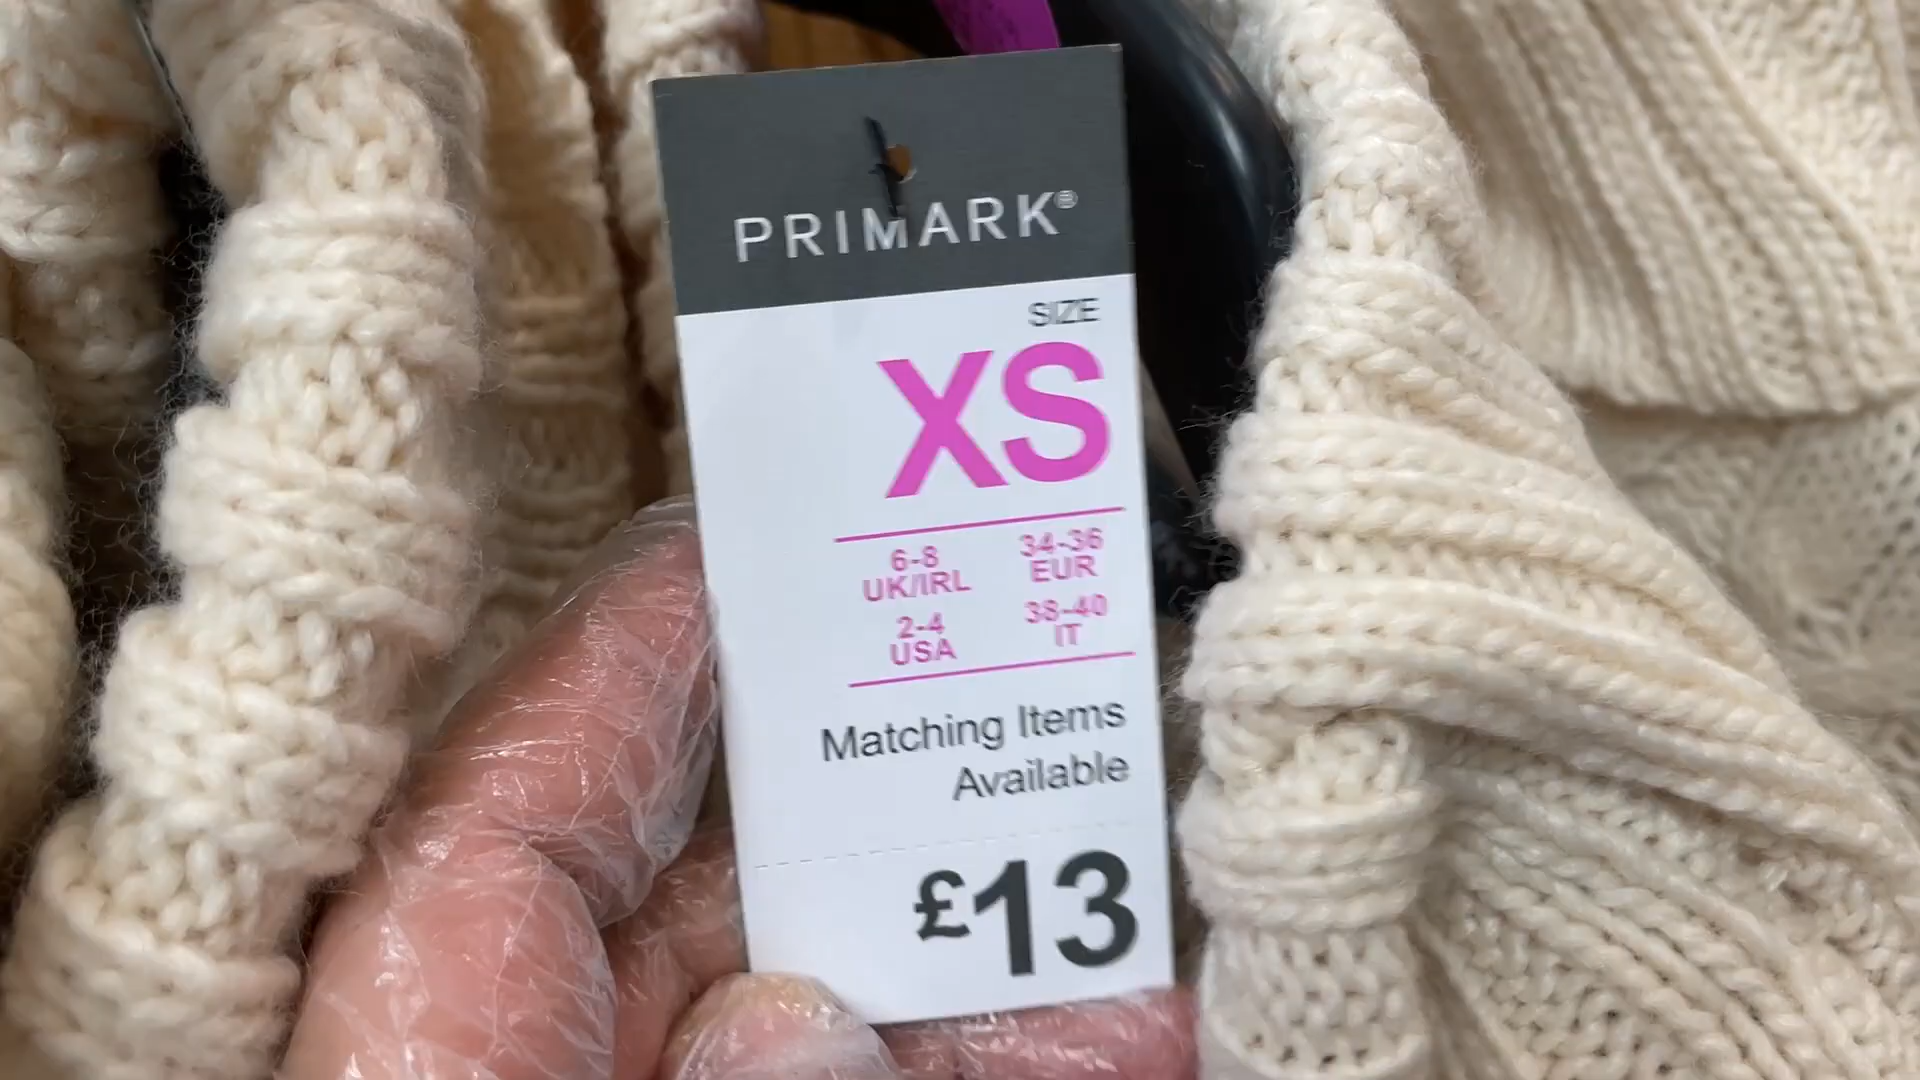 PRIMARK®
SIZE
XS
6-8
UK/IRL
34-36
EUR
2-4
USA
38-40
IT
Matching Items
Available
£13